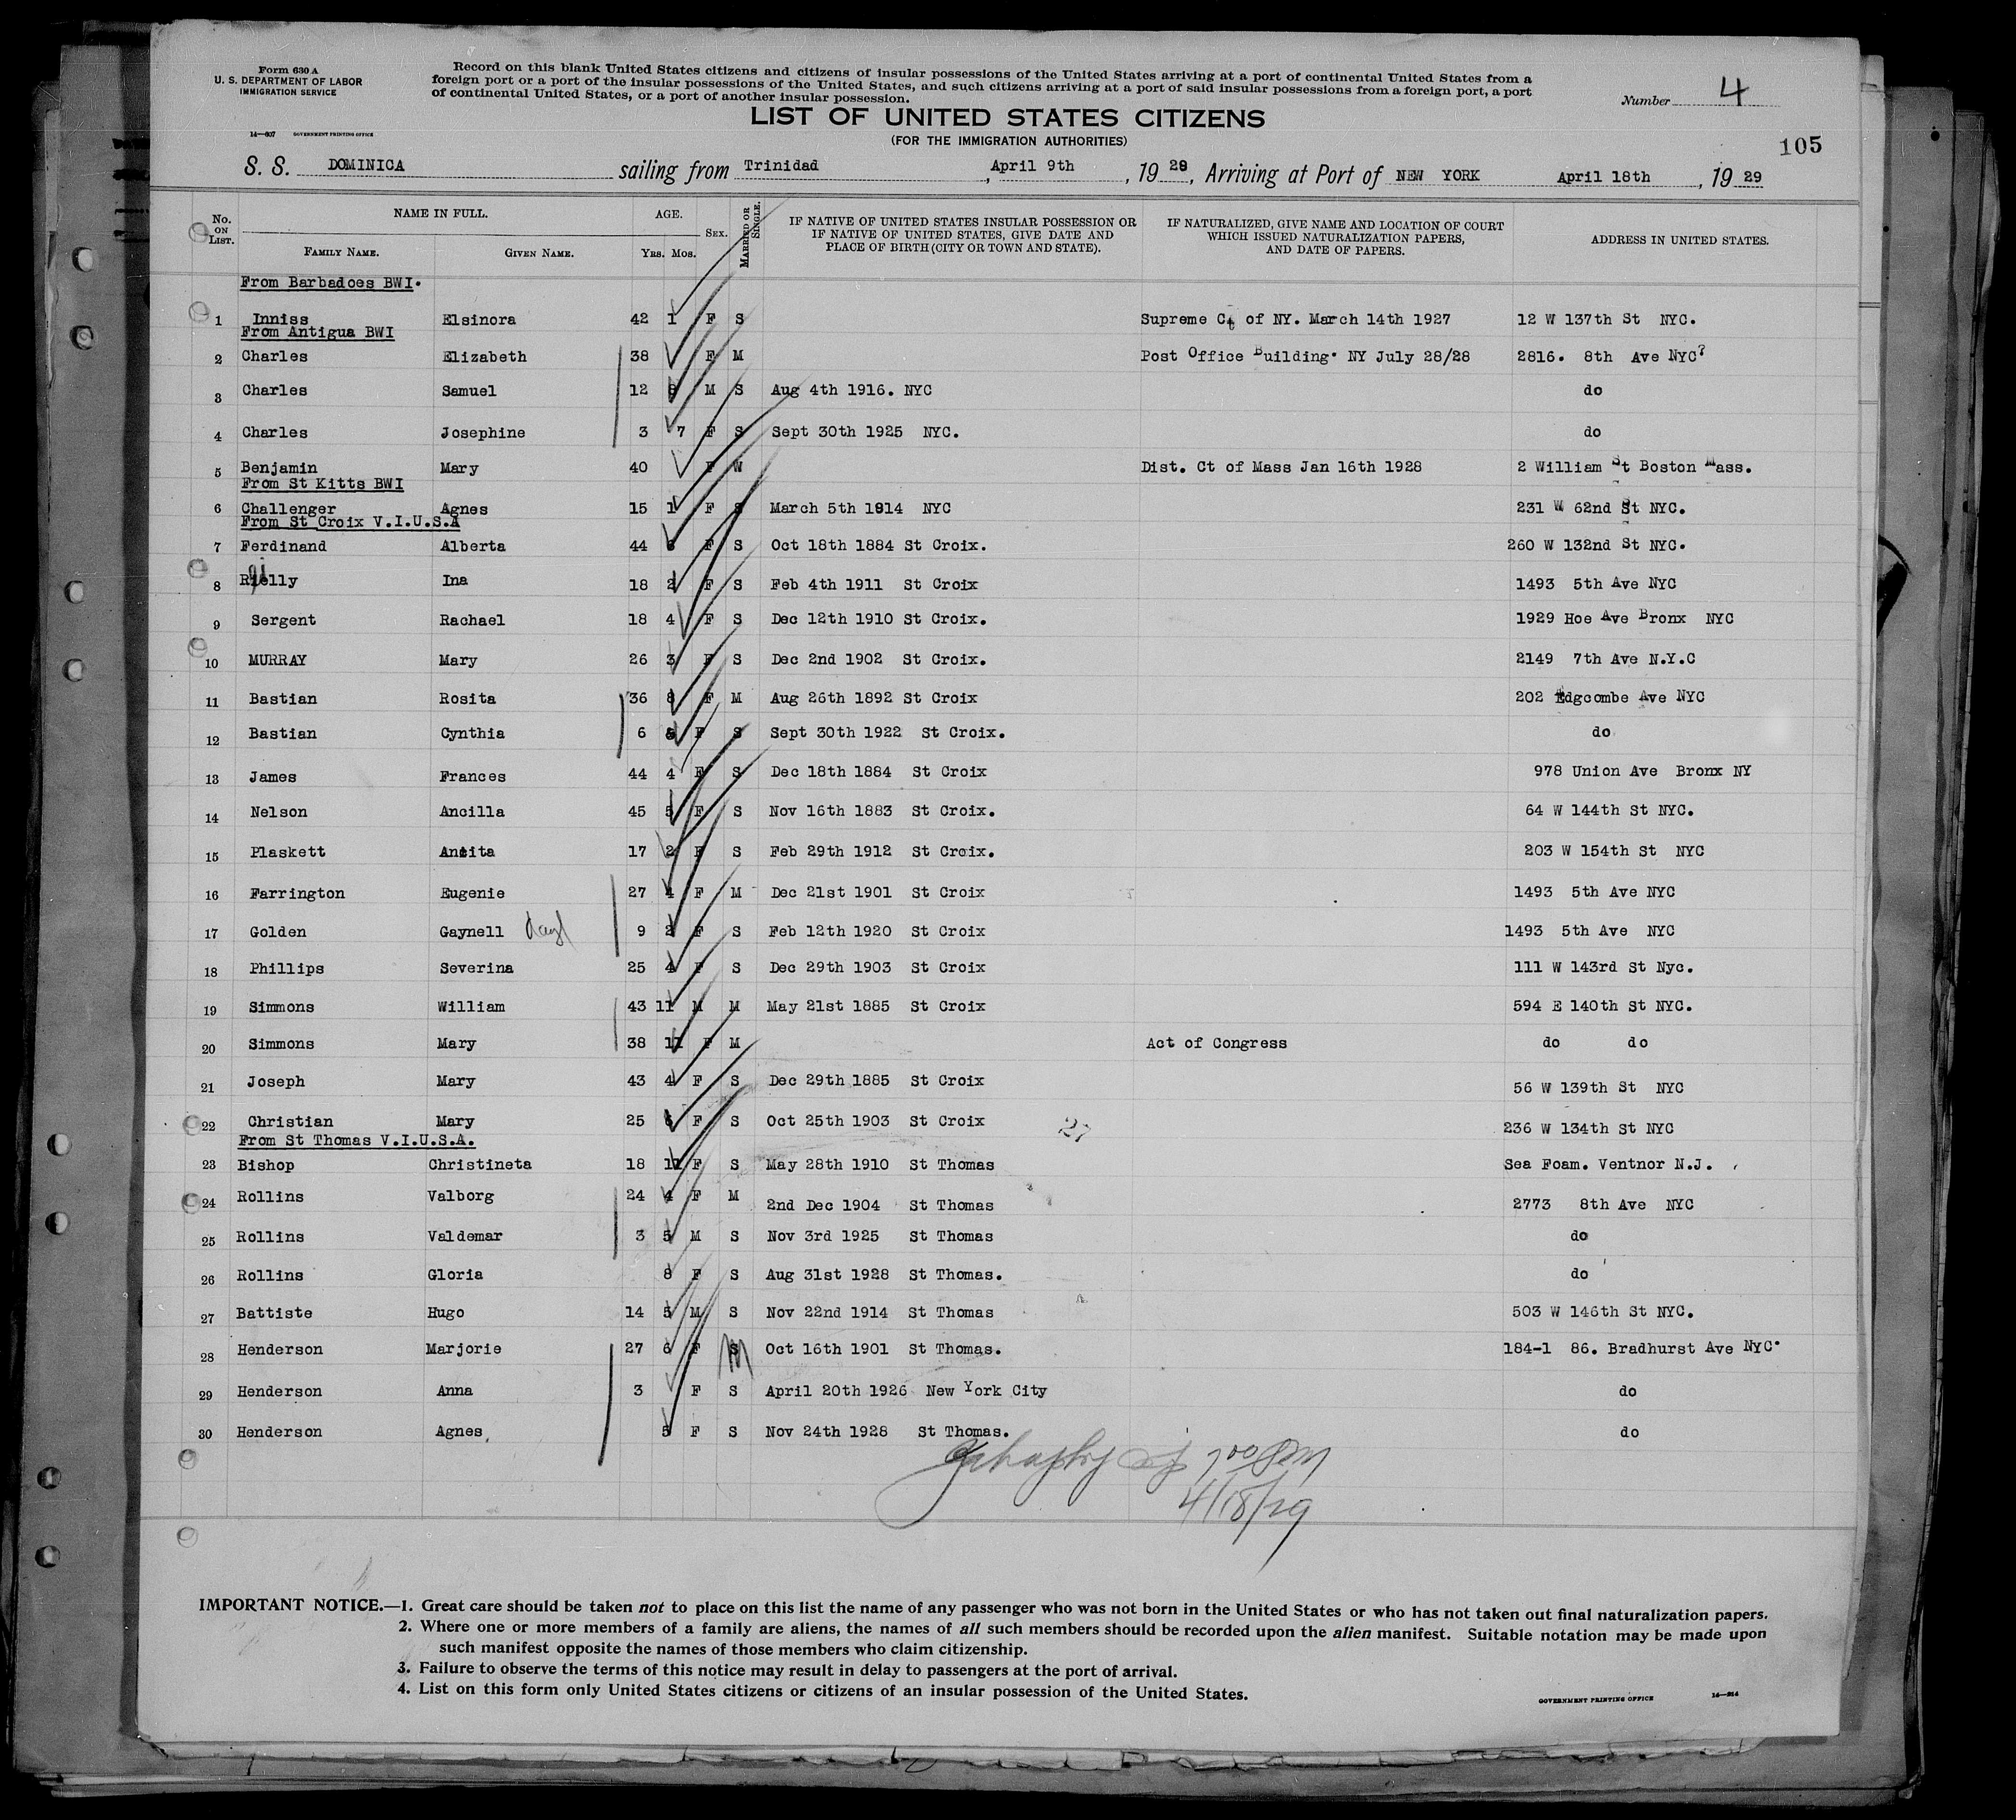 Form 630 A
U. S. DEPARTMENT OF LABOR
IMMIGRATION SERVICE
14—607 GOVERNMENT PRINTING OFFICE
Record on this blank United States citizens and citizens of insular possessions of the United States arriving at a port of continental United States from a
foreign port or a port of the insular possessions of the United States, and such citizens arriving at a port of said insular possessions from a foreign port, a port
of continental United States, or a port of another insular possession.
Number 4
LIST OF UNITED STATES CITIZENS
(FOR THE IMMIGRATION AUTHORITIES)
105
S. S. DOMINICA sailing from Trinidad, April 9th, 1929, Arriving at Port of NEW YORK April 18th, 1929
No. ON LIST. NAME IN FULL. FAMILY NAME. GIVEN NAME. AGE. YRS. MOS. SEX. MARRIED OR SINGLE. IF NATIVE OF UNITED STATES INSULAR POSSESSION OR IF NATIVE OF UNITED STATES, GIVE DATE AND PLACE OF BIRTH (CITY OR TOWN AND STATE). IF NATURALIZED, GIVE NAME AND LOCATION OF COURT WHICH ISSUED NATURALIZATION PAPERS, AND DATE OF PAPERS. ADDRESS IN UNITED STATES.
From Barbadoes BWI.
1 Inniss Elsinora 42 1 F S Supreme Ct of NY. March 14th 1927 12 W 137th St NYC.
From Antigua BWI
2 Charles Elizabeth 38 F M Post Office Building. NY July 28/28 2816. 8th Ave NYC?
3 Charles Samuel 12 8 M S Aug 4th 1916. NYC do
4 Charles Josephine 3 7 F S Sept 30th 1925 NYC. do
5 Benjamin Mary 40 F W Dist. Ct of Mass Jan 16th 1928 2 William St Boston Mass.
From St Kitts BWI
6 Challenger Agnes 15 1 F S March 5th 1914 NYC 231 W 62nd St NYC.
From St Croix V.I.U.S.A
7 Ferdinand Alberta 44 6 F S Oct 18th 1884 St Croix. 260 W 132nd St NYC.
8 Rielly Ina 18 2 F S Feb 4th 1911 St Croix 1493 5th Ave NYC
9 Sergent Rachael 18 4 F S Dec 12th 1910 St Croix. 1929 Hoe Ave Bronx NYC
10 MURRAY Mary 26 3 F S Dec 2nd 1902 St Croix. 2149 7th Ave N.Y.C
11 Bastian Rosita 36 8 F M Aug 26th 1892 St Croix 202 Edgcombe Ave NYC
12 Bastian Cynthia 6 F S Sept 30th 1922 St Croix. do
13 James Frances 44 4 F S Dec 18th 1884 St Croix 978 Union Ave Bronx NY
14 Nelson Ancilla 45 5 F S Nov 16th 1883 St Croix. 64 W 144th St NYC.
15 Plaskett Anita 17 2 F S Feb 29th 1912 St Croix. 203 W 154th St NYC
16 Farrington Eugenie 27 4 F M Dec 21st 1901 St Croix 1493 5th Ave NYC
17 Golden Gaynell 9 2 F S Feb 12th 1920 St Croix 1493 5th Ave NYC
18 Phillips Severina 25 4 F S Dec 29th 1903 St Croix 111 W 143rd St Nyc.
19 Simmons William 43 11 M M May 21st 1885 St Croix 594 E 140th St NYC.
20 Simmons Mary 38 11 F M Act of Congress do do
21 Joseph Mary 43 4 F S Dec 29th 1885 St Croix 56 W 139th St NYC
22 Christian Mary 25 6 F S Oct 25th 1903 St Croix 27 236 W 134th St NYC
From St Thomas V.I.U.S.A.
23 Bishop Christineta 18 11 F S May 28th 1910 St Thomas Sea Foam. Ventnor N.J.
24 Rollins Valborg 24 4 F M 2nd Dec 1904 St Thomas 2773 8th Ave NYC
25 Rollins Valdemar 3 5 M S Nov 3rd 1925 St Thomas do
26 Rollins Gloria 8 F S Aug 31st 1928 St Thomas. do
27 Battiste Hugo 14 5 M S Nov 22nd 1914 St Thomas 503 W 146th St NYC.
28 Henderson Marjorie 27 6 F M Oct 16th 1901 St Thomas. 184-1 86. Bradhurst Ave NYC.
29 Henderson Anna 3 F S April 20th 1926 New York City do
30 Henderson Agnes 5 F S Nov 24th 1928 St Thomas. do
4/18/29
IMPORTANT NOTICE.—1. Great care should be taken not to place on this list the name of any passenger who was not born in the United States or who has not taken out final naturalization papers.
2. Where one or more members of a family are aliens, the names of all such members should be recorded upon the alien manifest. Suitable notation may be made upon
such manifest opposite the names of those members who claim citizenship.
3. Failure to observe the terms of this notice may result in delay to passengers at the port of arrival.
4. List on this form only United States citizens or citizens of an insular possession of the United States.
GOVERNMENT PRINTING OFFICE